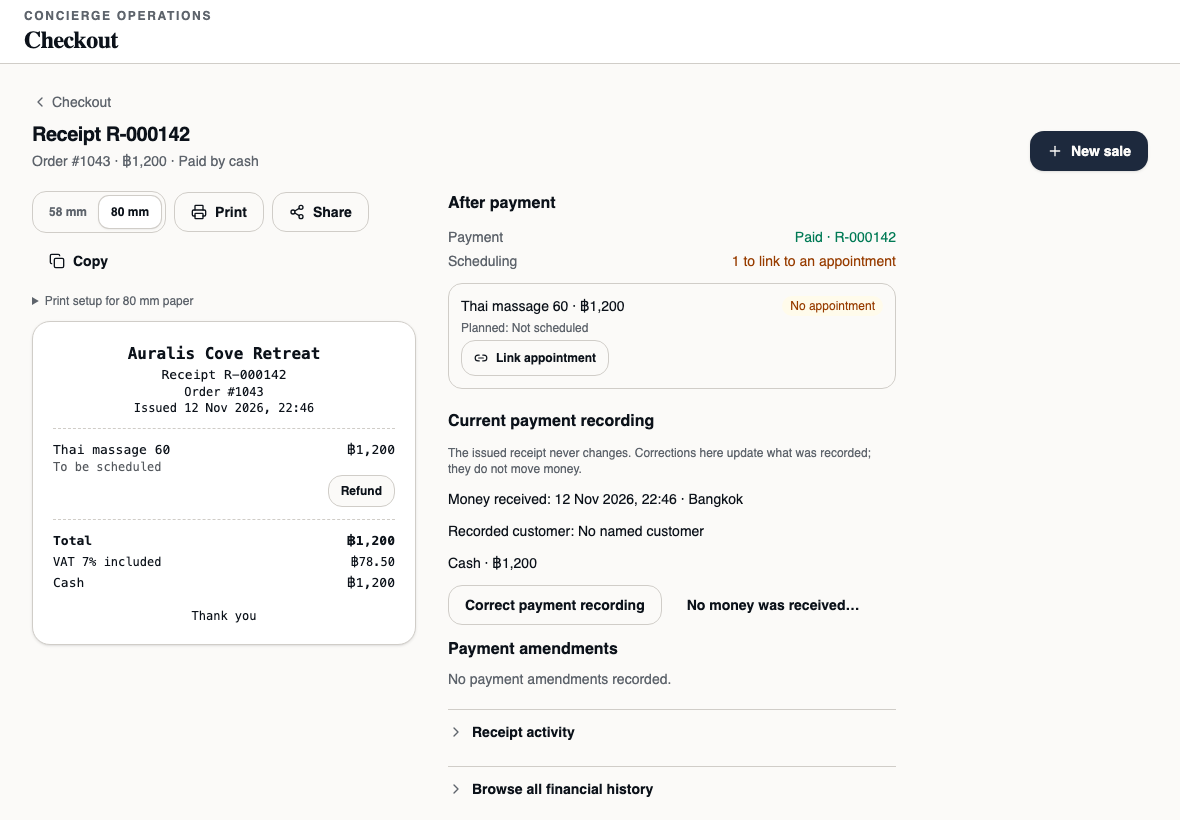 CONCIERGE OPERATIONS
Checkout
Checkout
Receipt R-000142
Order #1043 · ฿1,200 · Paid by cash
New sale
58 mm
80 mm
Print
Share
Copy
Print setup for 80 mm paper
Auralis Cove Retreat
Receipt R-000142
Order #1043
Issued 12 Nov 2026, 22:46
Thai massage 60 ฿1,200
To be scheduled
Refund
Total ฿1,200
VAT 7% included ฿78.50
Cash ฿1,200
Thank you
After payment
Payment Paid · R-000142
Scheduling 1 to link to an appointment
Thai massage 60 · ฿1,200 No appointment
Planned: Not scheduled
Link appointment
Current payment recording
The issued receipt never changes. Corrections here update what was recorded;
they do not move money.
Money received: 12 Nov 2026, 22:46 · Bangkok
Recorded customer: No named customer
Cash · ฿1,200
Correct payment recording
No money was received…
Payment amendments
No payment amendments recorded.
Receipt activity
Browse all financial history